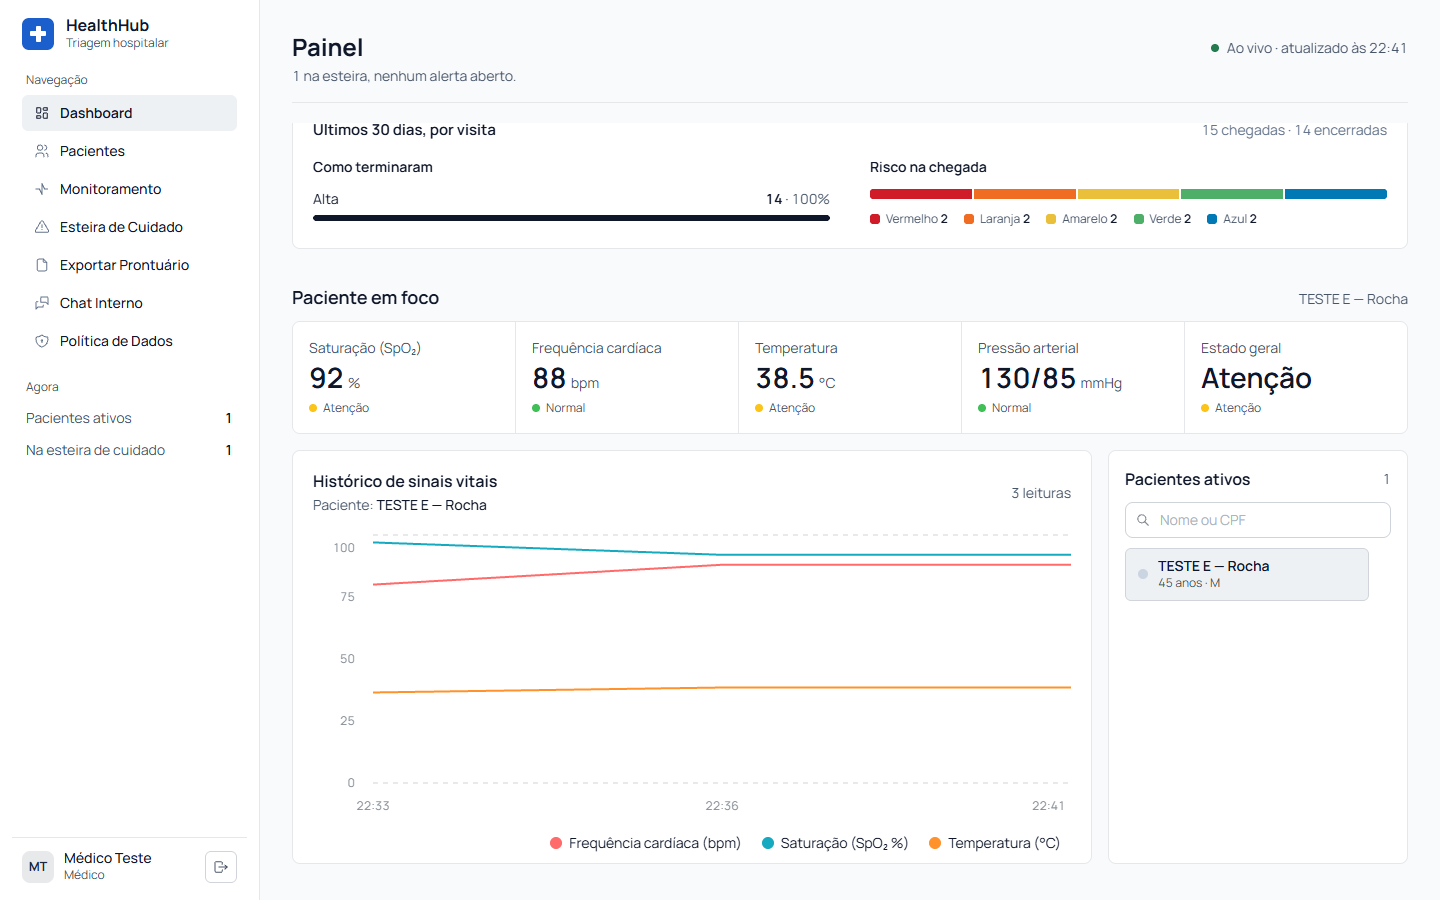 HealthHub
Triagem hospitalar
Navegação
Dashboard
Pacientes
Monitoramento
Esteira de Cuidado
Exportar Prontuário
Chat Interno
Política de Dados
Agora
Pacientes ativos 1
Na esteira de cuidado 1
MT
Médico Teste
Médico
Painel
1 na esteira, nenhum alerta aberto.
Ao vivo · atualizado às 22:41
Últimos 30 dias, por visita
15 chegadas · 14 encerradas
Como terminaram
Alta 14 · 100%
Risco na chegada
Vermelho 2 Laranja 2 Amarelo 2 Verde 2 Azul 2
Paciente em foco
TESTE E — Rocha
Saturação (SpO₂)
92 %
Atenção
Frequência cardíaca
88 bpm
Normal
Temperatura
38.5 °C
Atenção
Pressão arterial
130/85 mmHg
Normal
Estado geral
Atenção
Atenção
Histórico de sinais vitais
Paciente: TESTE E — Rocha
3 leituras
100
75
50
25
0
22:33 22:36 22:41
Frequência cardíaca (bpm) Saturação (SpO₂ %) Temperatura (°C)
Pacientes ativos 1
Nome ou CPF
TESTE E — Rocha
45 anos · M